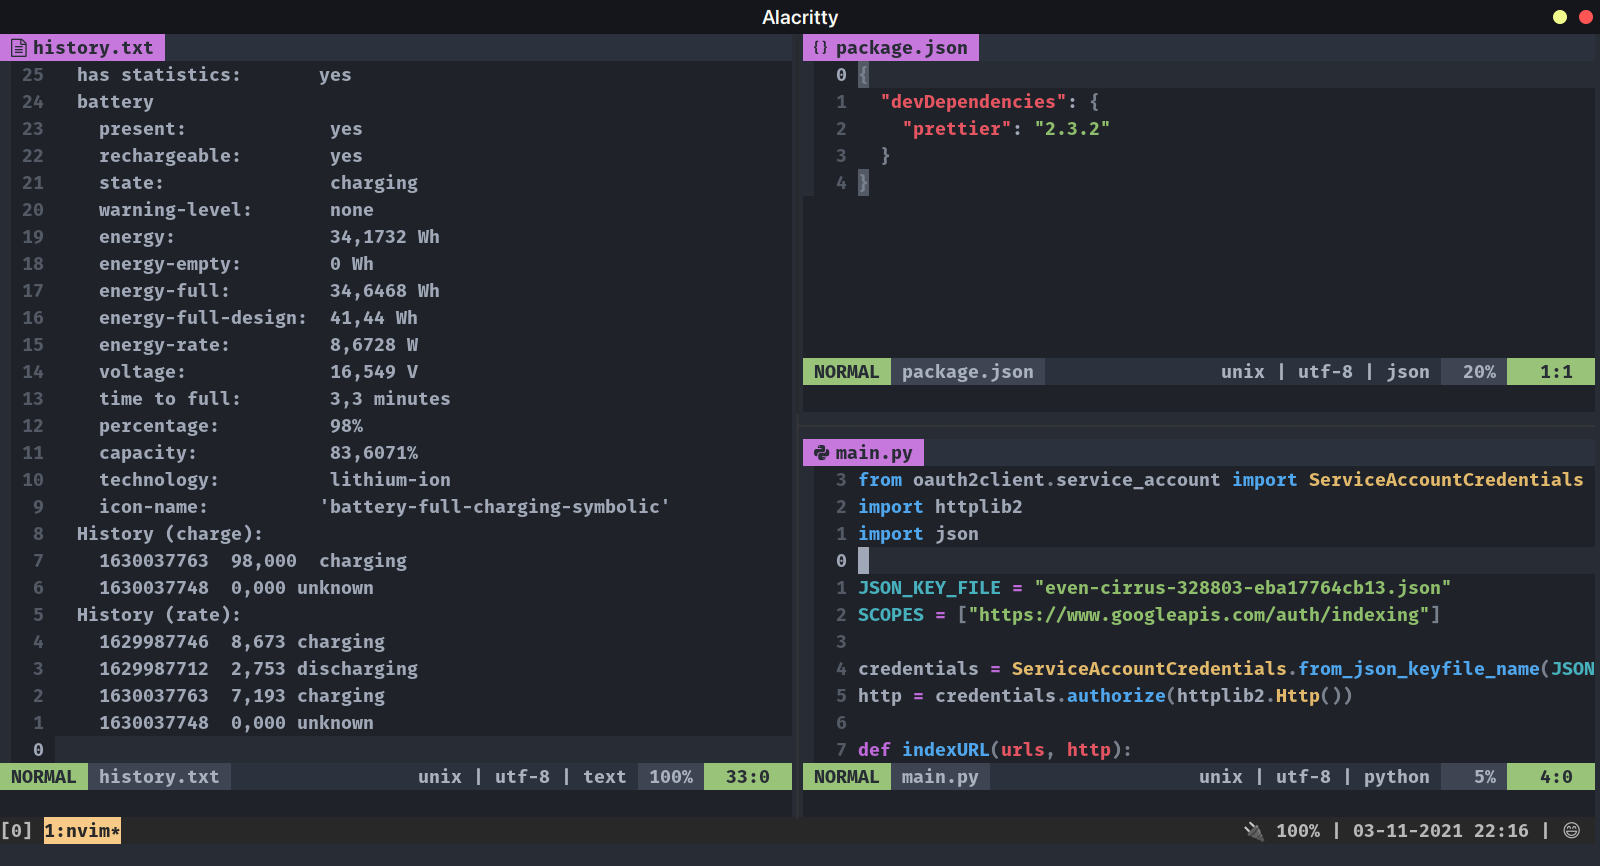 Alacritty
history.txt
25 has statistics: yes
24 battery
23 present: yes
22 rechargeable: yes
21 state: charging
20 warning-level: none
19 energy: 34,1732 Wh
18 energy-empty: 0 Wh
17 energy-full: 34,6468 Wh
16 energy-full-design: 41,44 Wh
15 energy-rate: 8,6728 W
14 voltage: 16,549 V
13 time to full: 3,3 minutes
12 percentage: 98%
11 capacity: 83,6071%
10 technology: lithium-ion
9 icon-name: 'battery-full-charging-symbolic'
8 History (charge):
7 1630037763 98,000 charging
6 1630037748 0,000 unknown
5 History (rate):
4 1629987746 8,673 charging
3 1629987712 2,753 discharging
2 1630037763 7,193 charging
1 1630037748 0,000 unknown
0
NORMAL history.txt unix | utf-8 | text 100% 33:0
{} package.json
0 {
1 "devDependencies": {
2 "prettier": "2.3.2"
3 }
4 }
NORMAL package.json unix | utf-8 | json 20% 1:1
main.py
3 from oauth2client.service_account import ServiceAccountCredentials
2 import httplib2
1 import json
0
1 JSON_KEY_FILE = "even-cirrus-328803-eba17764cb13.json"
2 SCOPES = ["https://www.googleapis.com/auth/indexing"]
3
4 credentials = ServiceAccountCredentials.from_json_keyfile_name(JSON
5 http = credentials.authorize(httplib2.Http())
6
7 def indexURL(urls, http):
NORMAL main.py unix | utf-8 | python 5% 4:0
[0] 1:nvim* 100% | 03-11-2021 22:16 | 😄